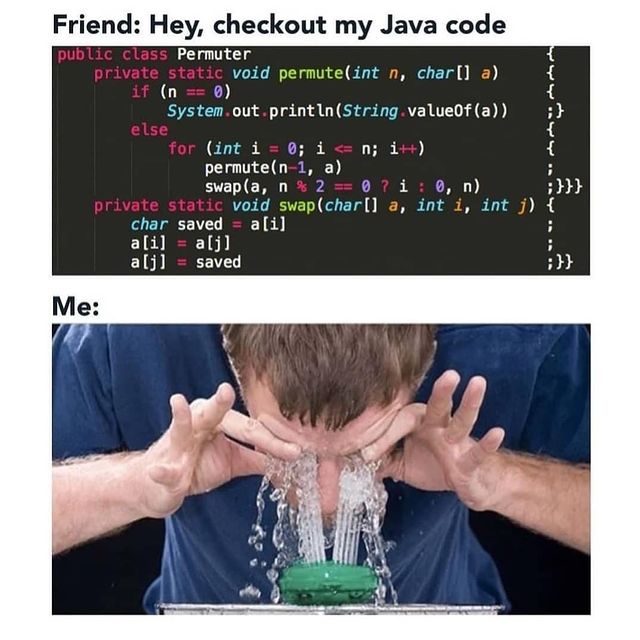 Friend: Hey, checkout my Java code
public class Permuter {
private static void permute(int n, char[] a) {
if (n == 0) {
System.out.println(String.valueOf(a)) ;}
else {
for (int i = 0; i <= n; i++) {
permute(n-1, a) ;
swap(a, n % 2 == 0 ? i : 0, n) ;}}}
private static void swap(char[] a, int i, int j) {
char saved = a[i] ;
a[i] = a[j] ;
a[j] = saved ;}}
Me: